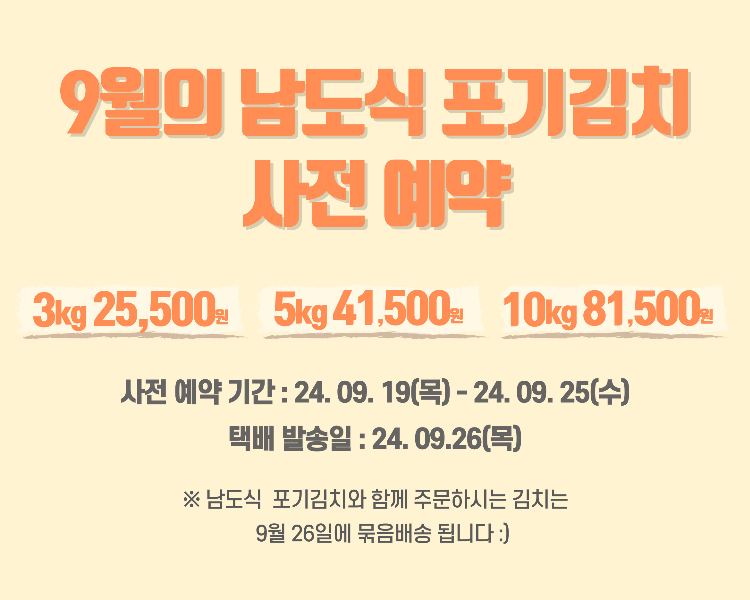 9월의 남도식 포기김치
사전 예약
3kg 25,500원 5kg 41,500원 10kg 81,500원
사전 예약 기간 : 24. 09. 19(목) - 24. 09. 25(수)
택배 발송일 : 24. 09.26(목)
※ 남도식 포기김치와 함께 주문하시는 김치는
9월 26일에 묶음배송 됩니다 :)